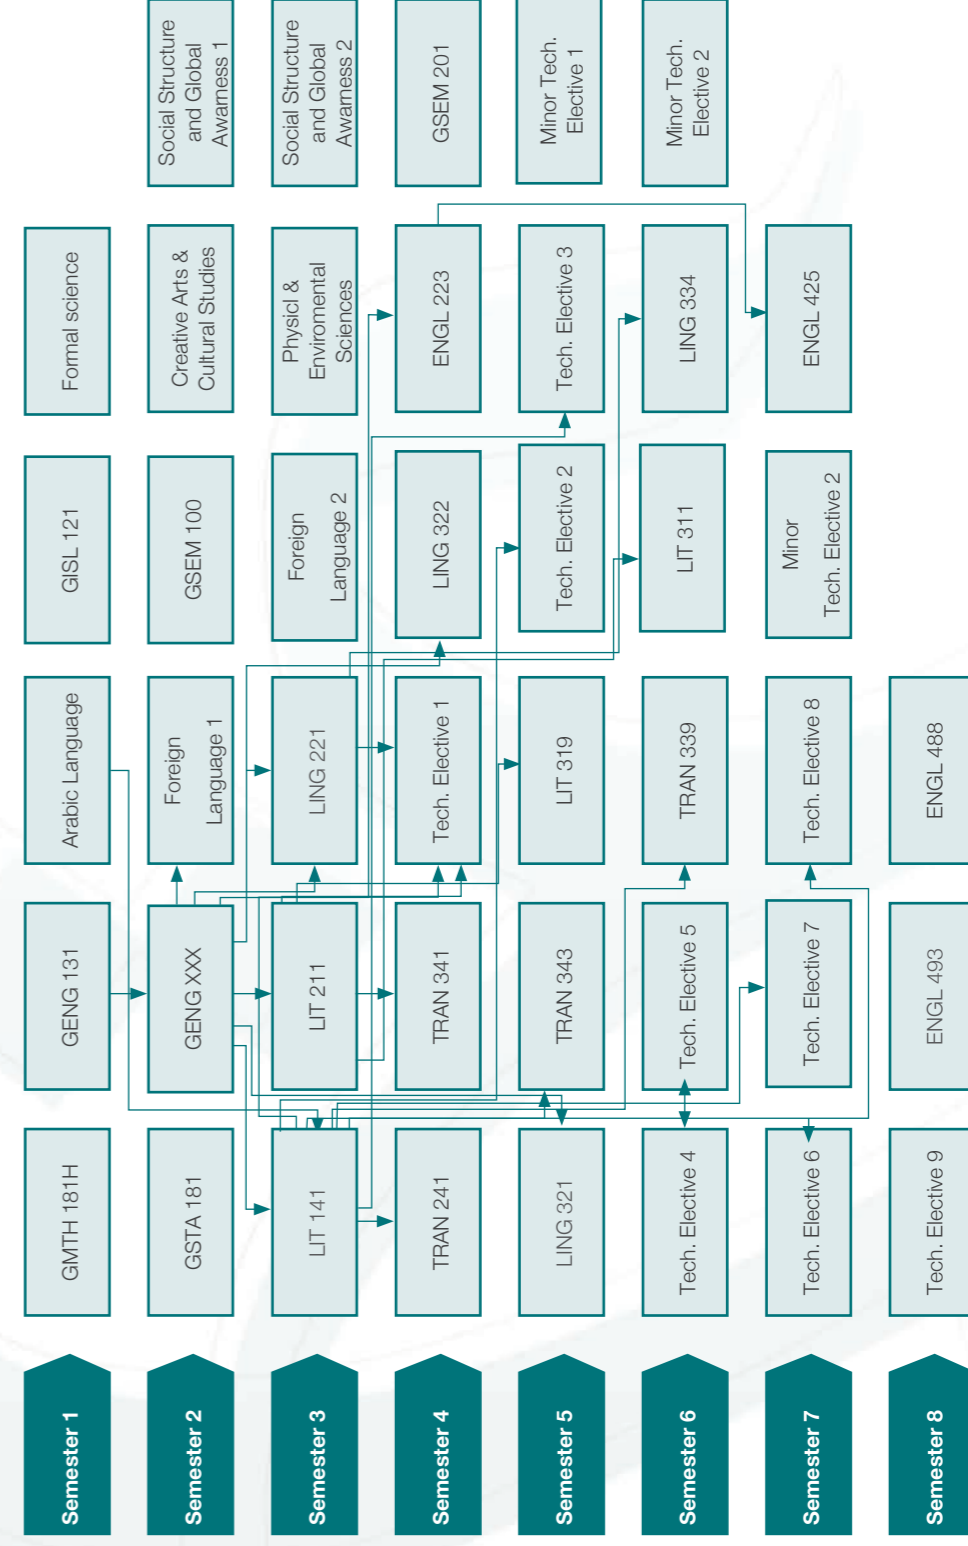 Semester 1
GMTH 181H
GENG 131
Arabic Language
GISL 121
Formal science
Semester 2
GSTA 181
GENG XXX
Foreign
Language 1
GSEM 100
Creative Arts &
Cultural Studies
Social Structure
and Global
Awarness 1
Semester 3
LIT 141
LIT 211
LING 221
Foreign
Language 2
Physicl &
Enviromental
Sciences
Social Structure
and Global
Awarness 2
Semester 4
TRAN 241
TRAN 341
Tech. Elective 1
LING 322
ENGL 223
GSEM 201
Semester 5
LING 321
TRAN 343
LIT 319
Tech. Elective 2
Tech. Elective 3
Minor Tech.
Elective 1
Semester 6
Tech. Elective 4
Tech. Elective 5
TRAN 339
LIT 311
LING 334
Minor Tech.
Elective 2
Semester 7
Tech. Elective 6
Tech. Elective 7
Tech. Elective 8
Minor
Tech. Elective 2
ENGL 425
Semester 8
Tech. Elective 9
ENGL 493
ENGL 488